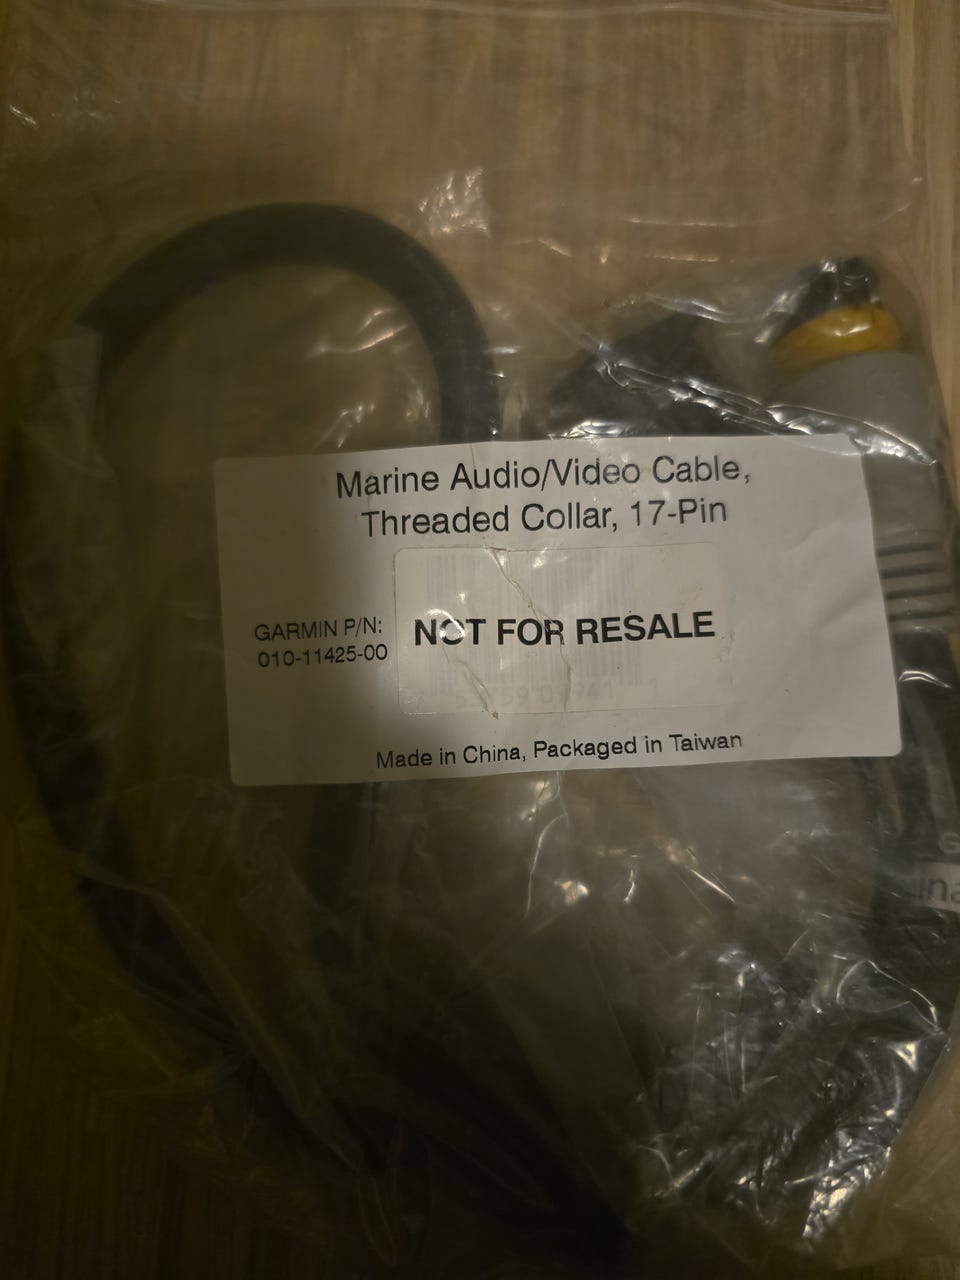 Marine Audio/Video Cable,
Threaded Collar, 17-Pin
GARMIN P/N:
010-11425-00
NOT FOR RESALE
Made in China, Packaged in Taiwan